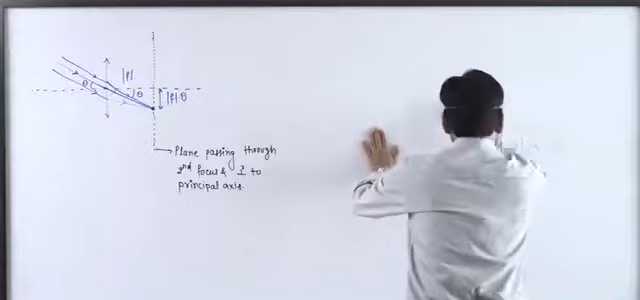 |f|
θ
θ
|f| θ
Plane passing through
2nd focus & ⊥ to
principal axis.